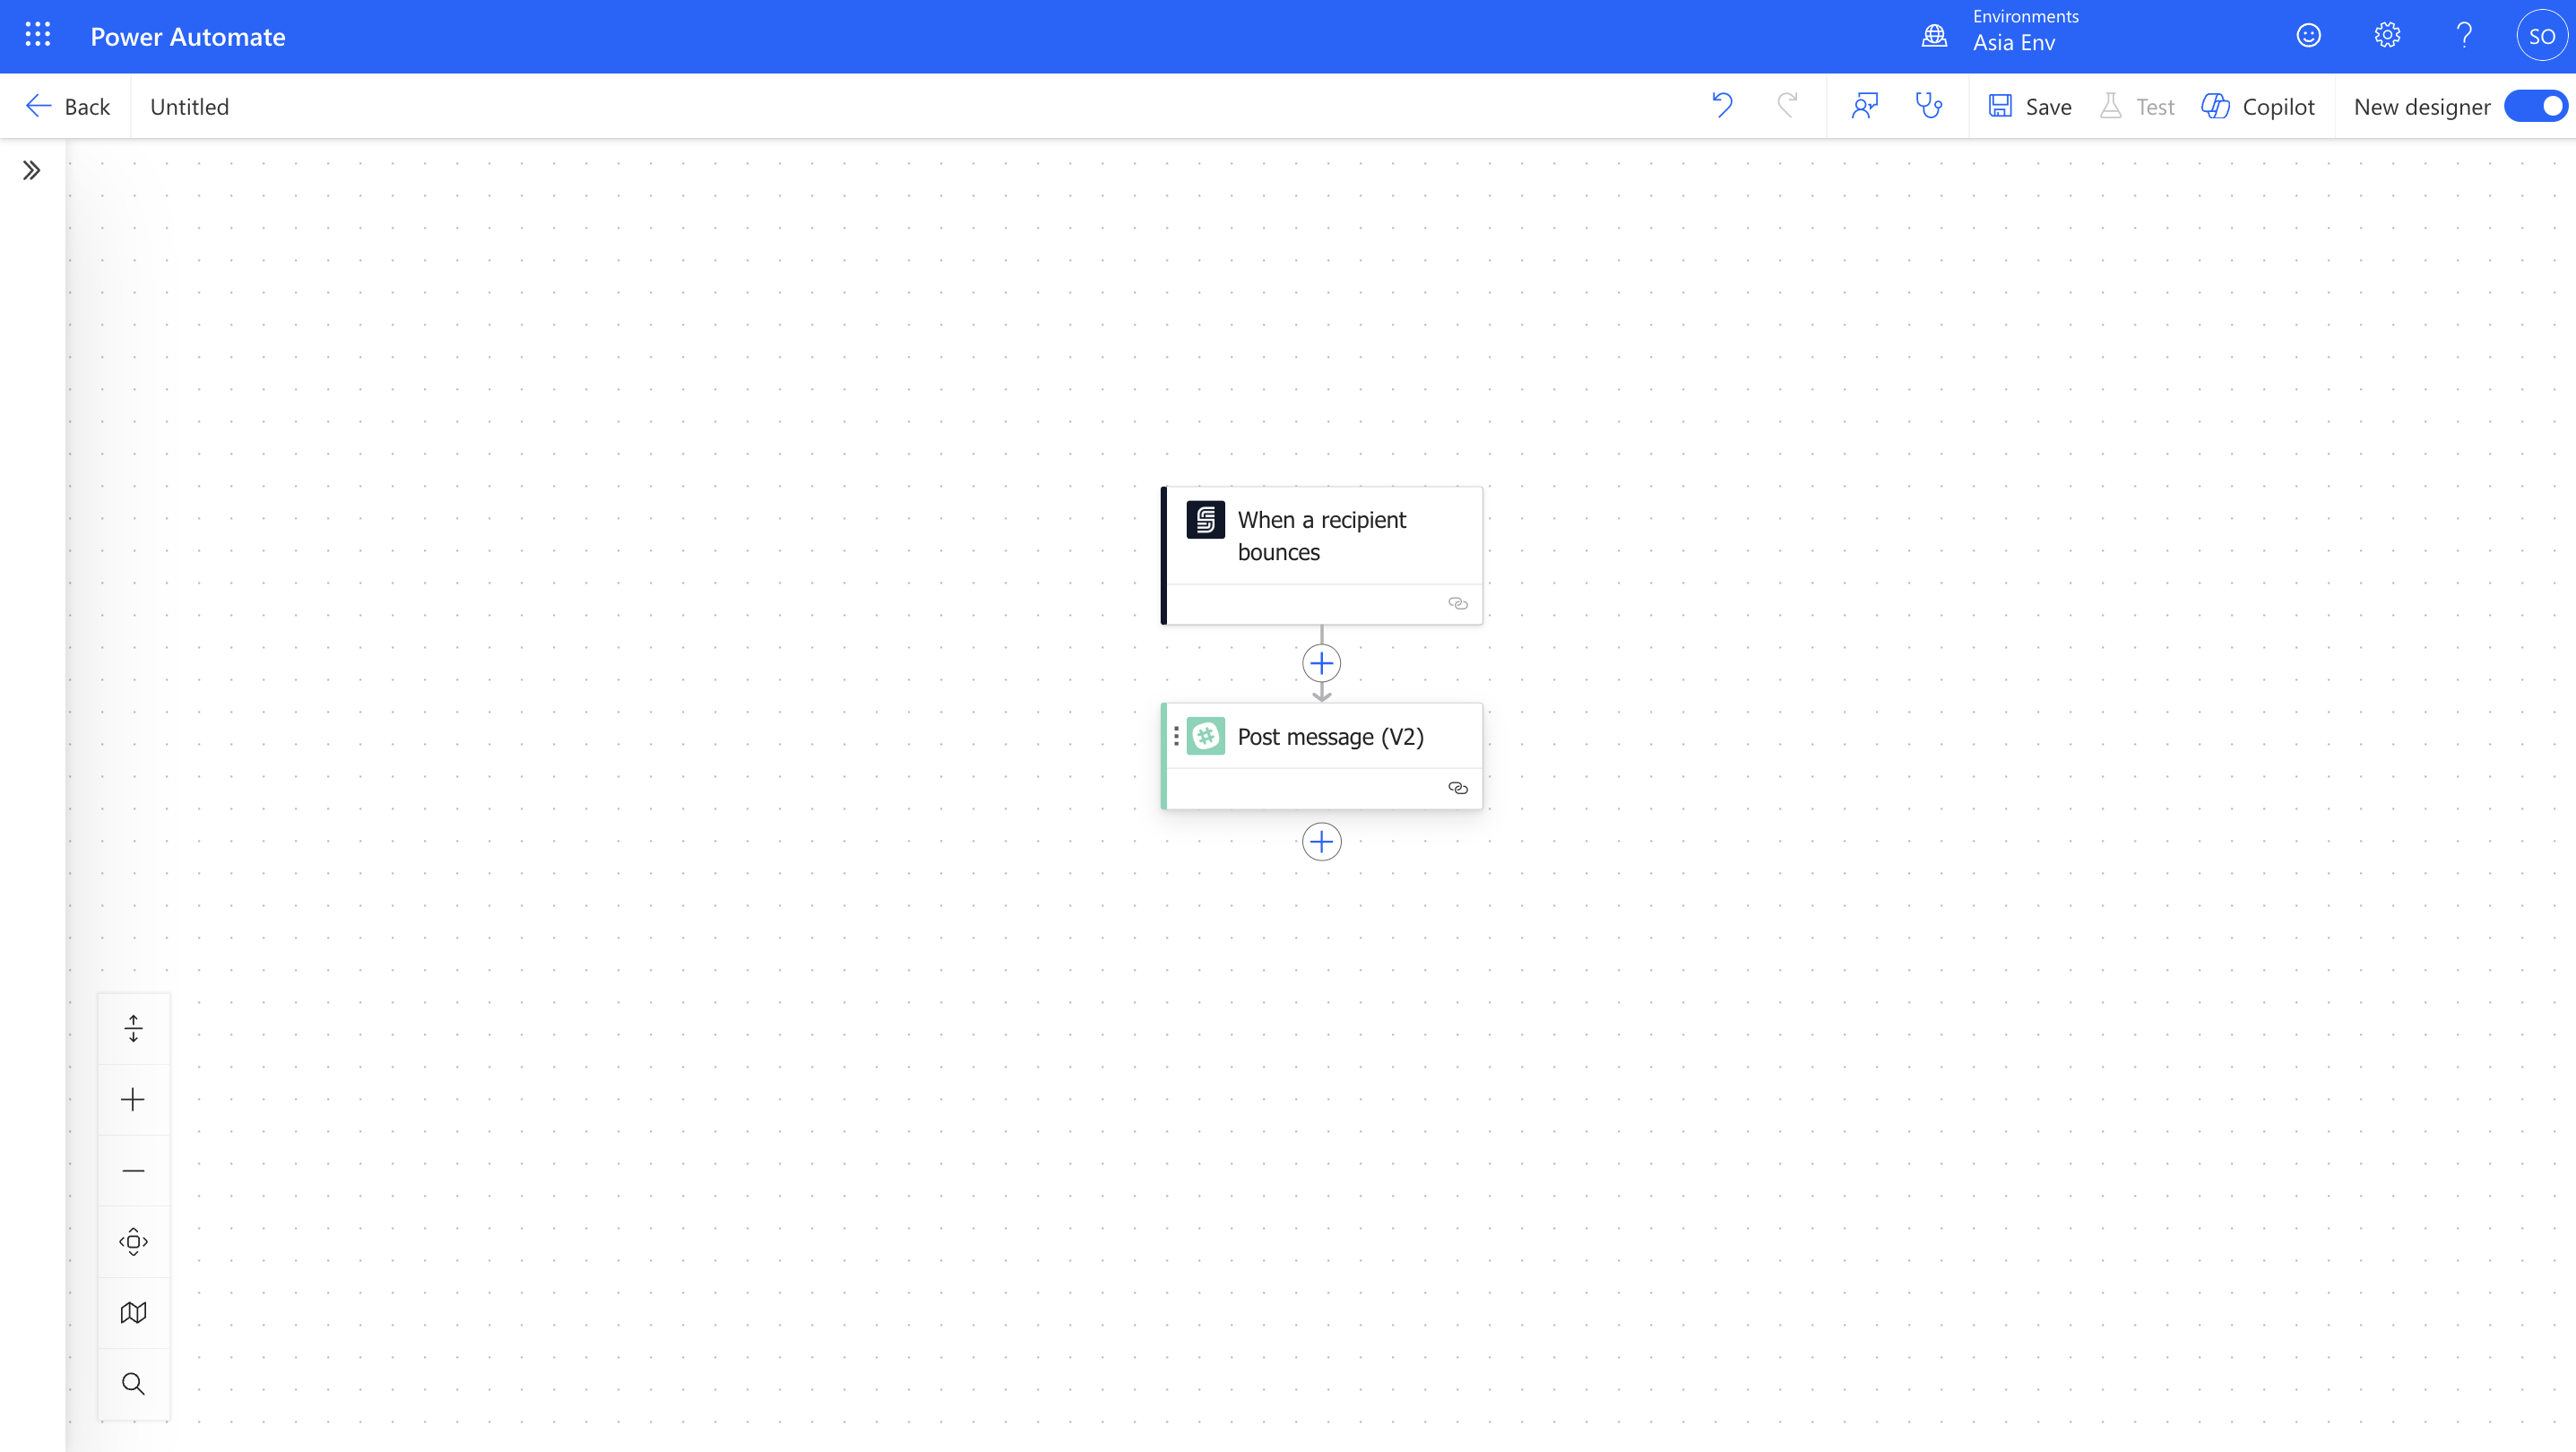 Power Automate
Environments
Asia Env
SO
Back
Untitled
Save
Test
Copilot
New designer
When a recipient
bounces
Post message (V2)